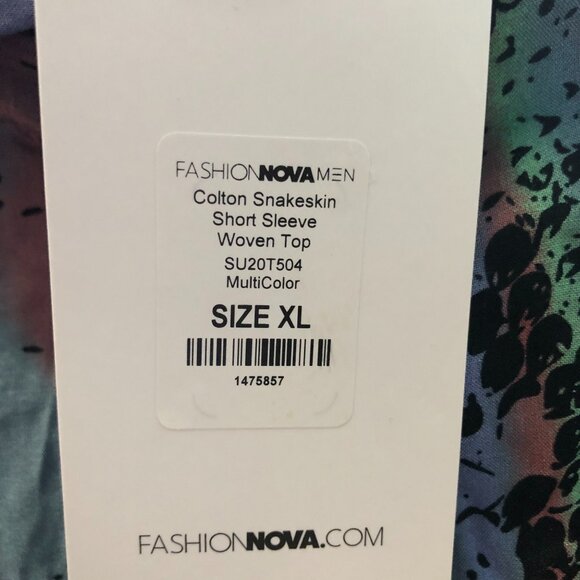 FASHIONNOVAMEN
Colton Snakeskin
Short Sleeve
Woven Top
SU20T504
MultiColor
SIZE XL
1475857
FASHIONNOVA.COM